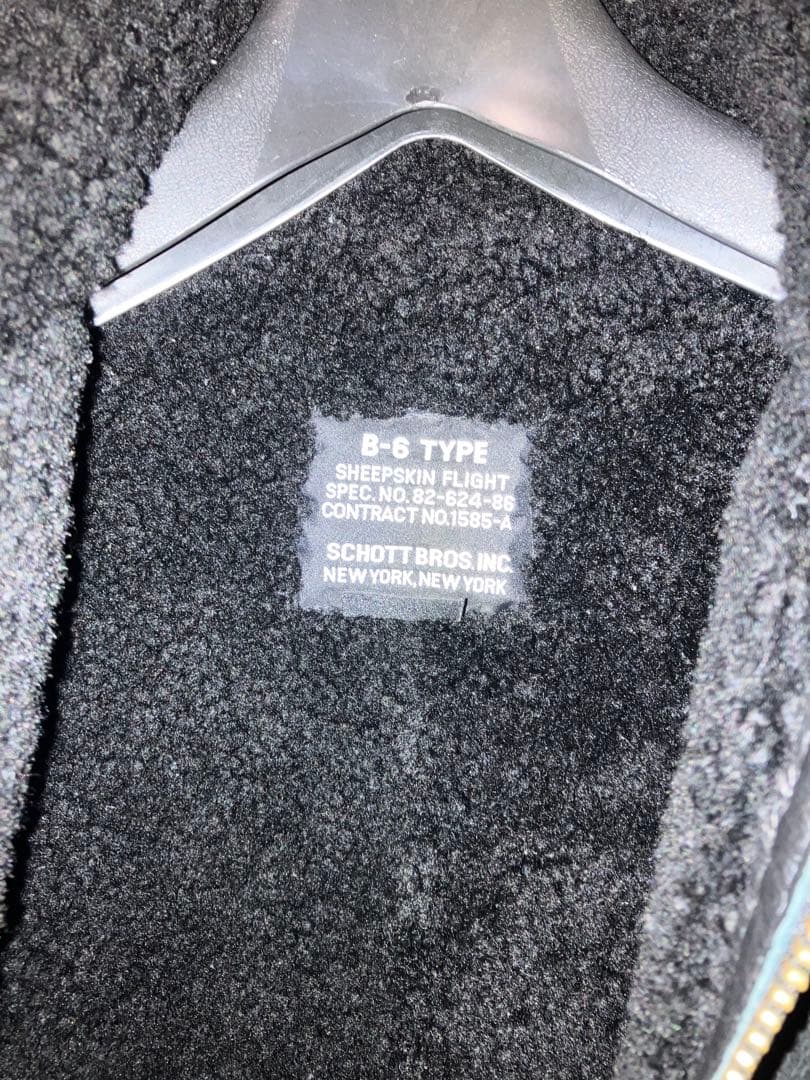 B-6 TYPE
SHEEPSKIN FLIGHT
SPEC. NO. 82-624-86
CONTRACT NO.1585-A
SCHOTT BROS. INC.
NEW YORK, NEW YORK